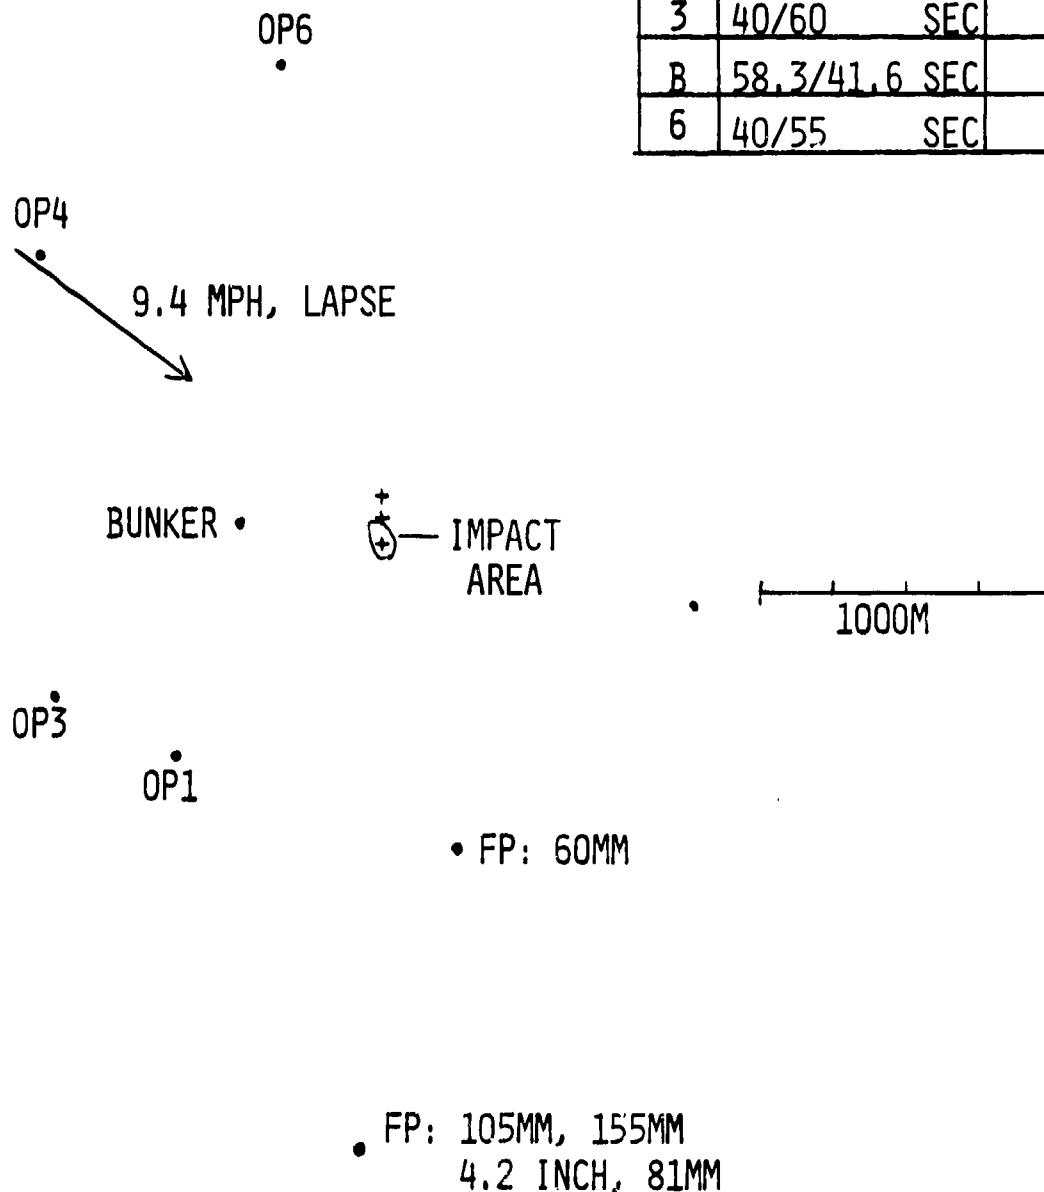 OP6
3 40/60 SEC
B 58.3/41.6 SEC
6 40/55 SEC
OP4
9.4 MPH, LAPSE
BUNKER
IMPACT
AREA
1000M
OP3
OP1
FP: 60MM
FP: 105MM, 155MM
4.2 INCH, 81MM